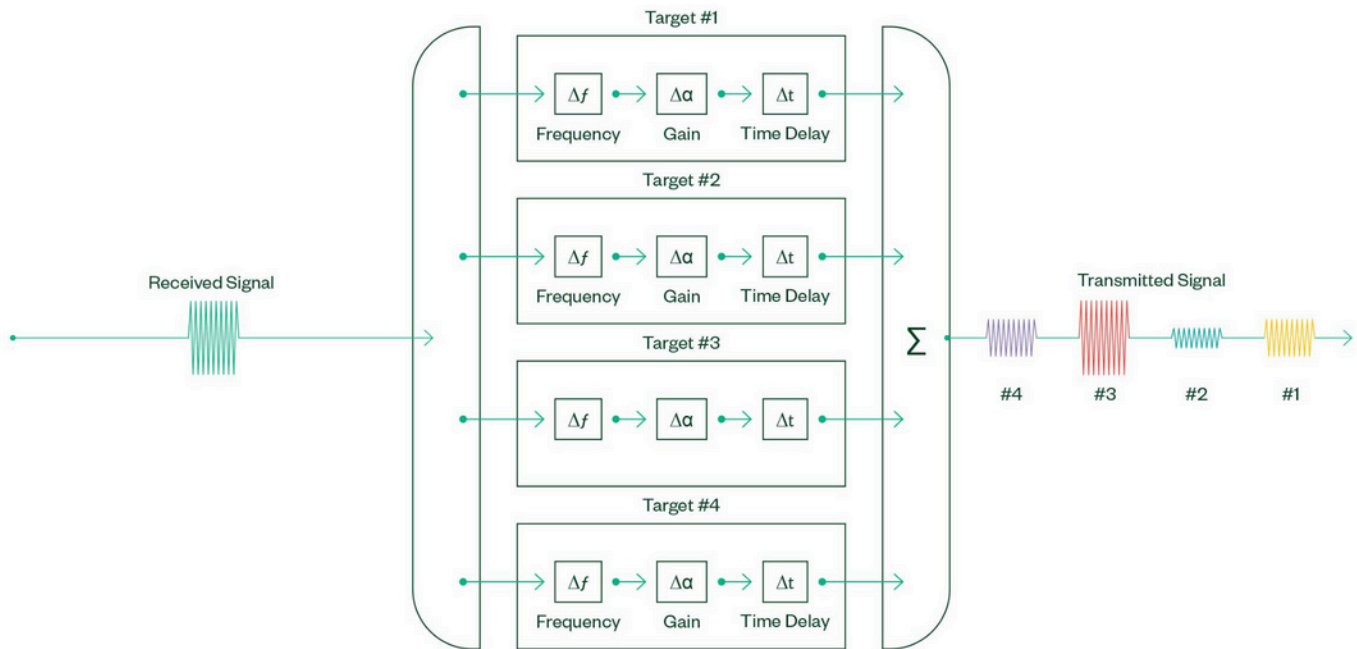 Target #1
Δf Δα Δt
Frequency Gain Time Delay
Target #2
Δf Δα Δt
Frequency Gain Time Delay
Received Signal
Transmitted Signal
Σ
#4 #3 #2 #1
Target #3
Δf Δα Δt
Target #4
Δf Δα Δt
Frequency Gain Time Delay